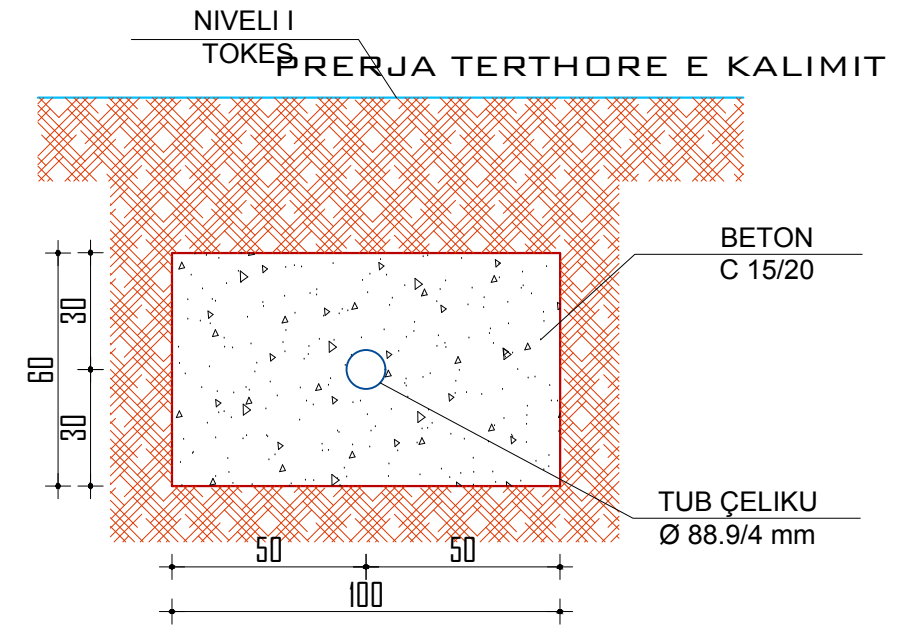 NIVELI I
TOKES
PRERJA TERTHORE E KALIMIT
BETON
C 15/20
30
60
30
TUB ÇELIKU
Ø 88.9/4 mm
50
50
100